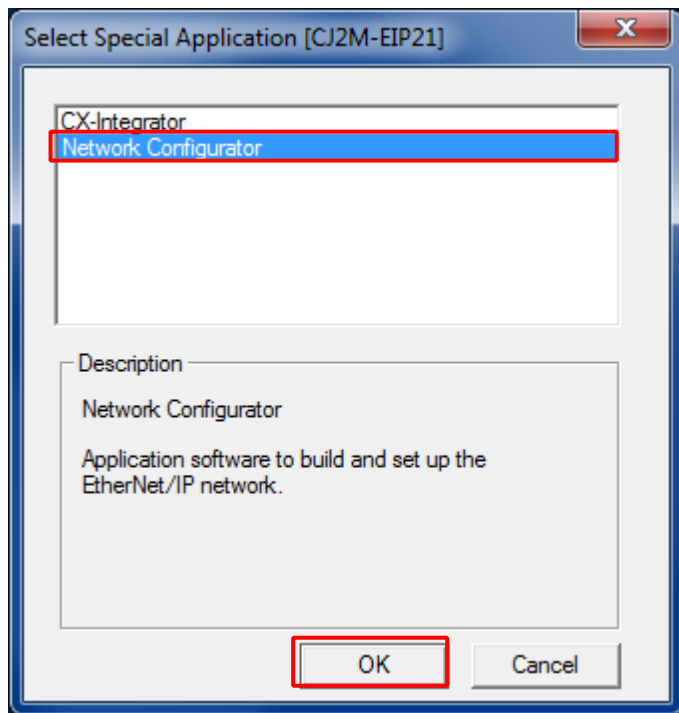 Select Special Application [CJ2M-EIP21]
CX-Integrator
Network Configurator
Description
Network Configurator
Application software to build and set up the
EtherNet/IP network.
OK
Cancel